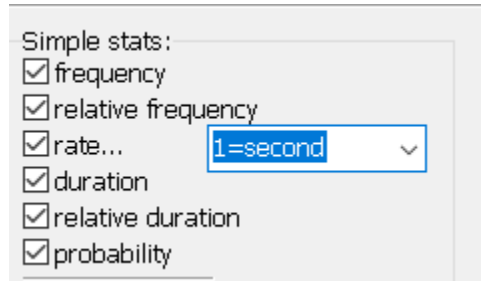 Simple stats:
frequency
relative frequency
rate... 1=second
duration
relative duration
probability